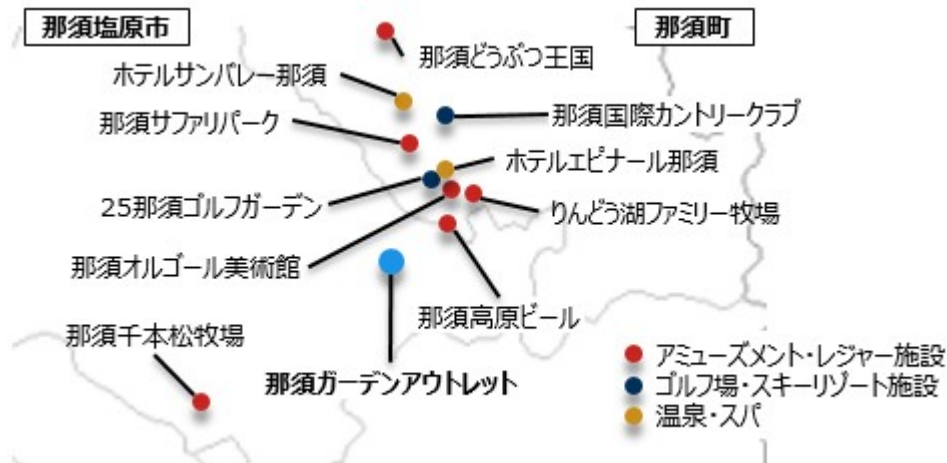 那須塩原市
那須町
那須どうぶつ王国
ホテルサンバレー那須
那須サファリパーク
那須国際カントリークラブ
ホテルエピナール那須
25那須ゴルフガーデン
りんどう湖ファミリー牧場
那須オルゴール美術館
那須高原ビール
那須千本松牧場
那須ガーデンアウトレット
アミューズメント・レジャー施設
ゴルフ場・スキーリゾート施設
温泉・スパ